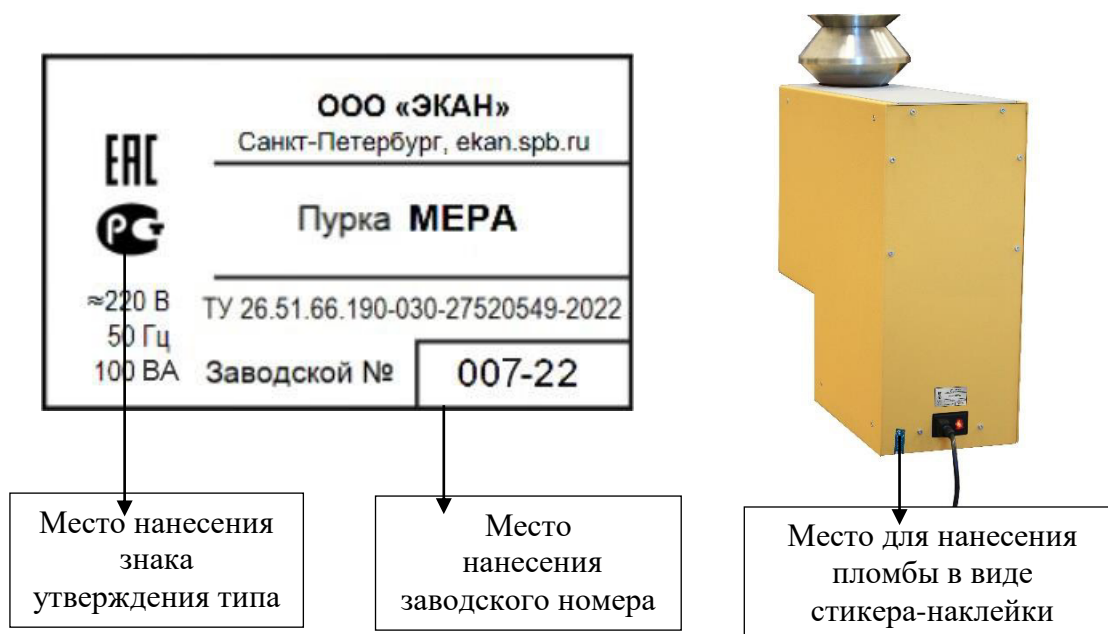 ООО «ЭКАН»
Санкт-Петербург, ekan.spb.ru
ЕАС
РСТ
Пурка МЕРА
≈220 В
50 Гц
100 ВА
ТУ 26.51.66.190-030-27520549-2022
Заводской № 007-22
Место нанесения
знака
утверждения типа
Место
нанесения
заводского номера
Место для нанесения
пломбы в виде
стикера-наклейки